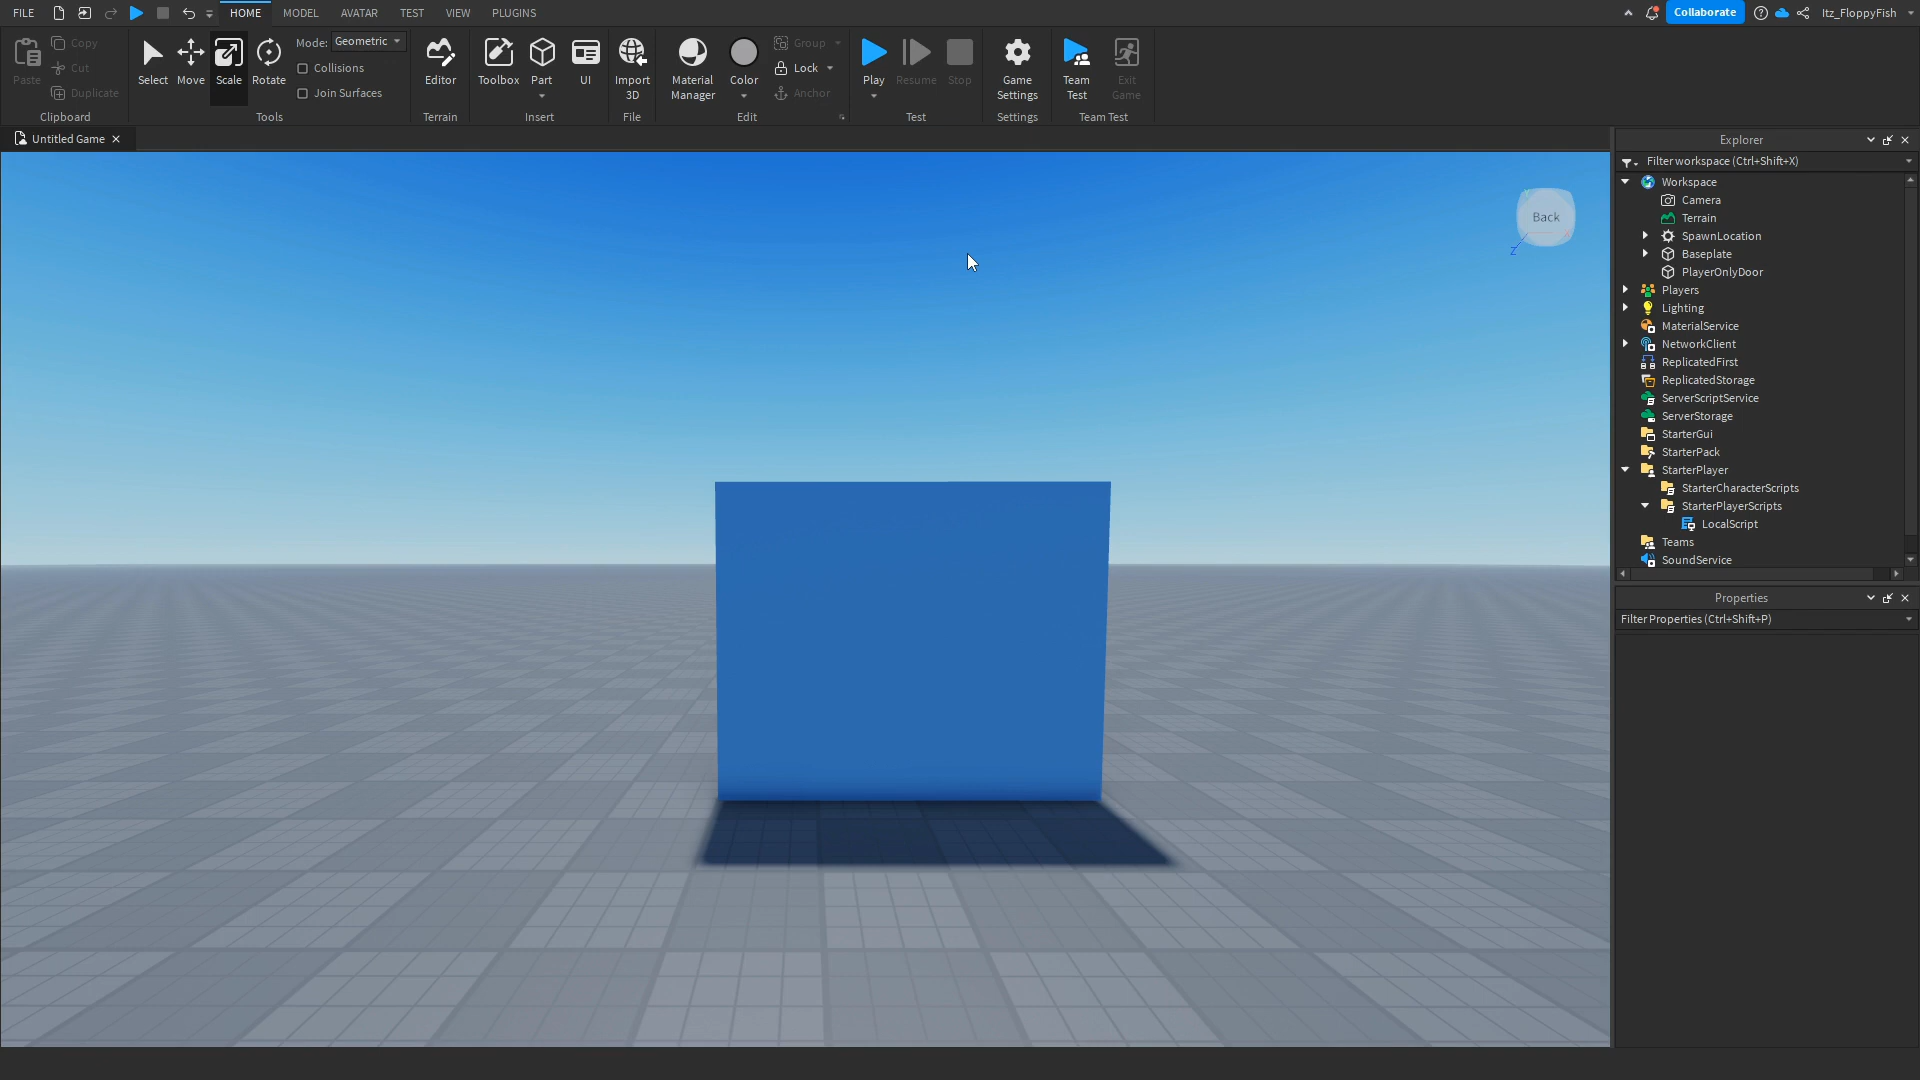 FILE HOME MODEL AVATAR TEST VIEW PLUGINS Collaborate Itz_FloppyFish
Paste Copy Cut Duplicate
Clipboard
Select Move Scale Rotate Mode: Geometric Collisions Join Surfaces
Tools
Editor
Terrain
Toolbox Part UI
Insert
Import 3D
File
Material Manager Color Group Lock Anchor
Edit
Play Resume Stop
Test
Game Settings
Settings
Team Test Exit Game
Team Test
Untitled Game
Back
Z
Explorer
Filter workspace (Ctrl+Shift+X)
Workspace
Camera
Terrain
SpawnLocation
Baseplate
PlayerOnlyDoor
Players
Lighting
MaterialService
NetworkClient
ReplicatedFirst
ReplicatedStorage
ServerScriptService
ServerStorage
StarterGui
StarterPack
StarterPlayer
StarterCharacterScripts
StarterPlayerScripts
LocalScript
Teams
SoundService
Properties
Filter Properties (Ctrl+Shift+P)